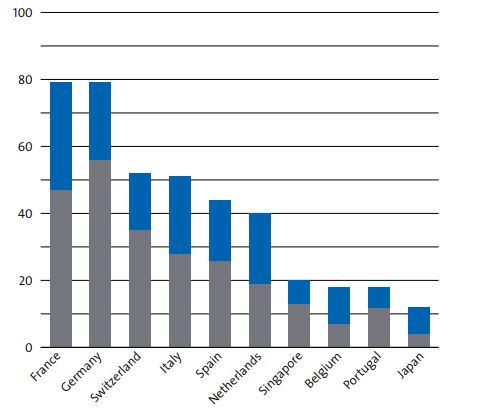 100
80
60
40
20
0
France
Germany
Switzerland
Italy
Spain
Netherlands
Singapore
Belgium
Portugal
Japan